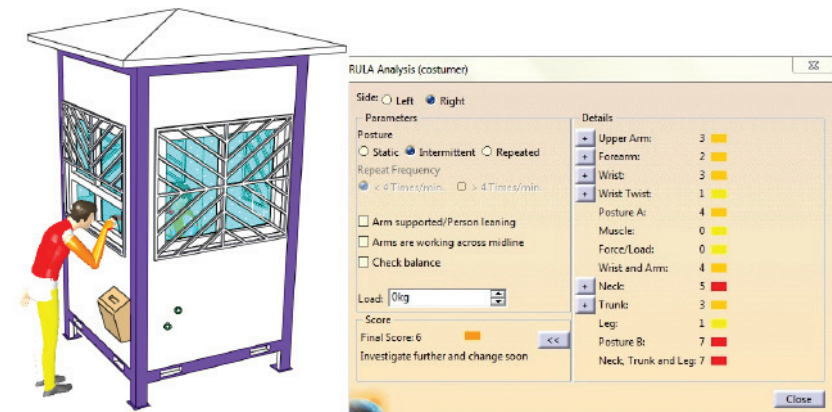 RULA Analysis (costumer)
Side: Left Right
Parameters
Posture
Static Intermittent Repeated
Repeat Frequency
< 4 Times/min. > 4 Times/min.
Arm supported/Person leaning
Arms are working across midline
Check balance
Load: 0kg
Score
Final Score: 6
<<
Investigate further and change soon
Details
+ Upper Arm: 3
+ Forearm: 2
+ Wrist: 3
+ Wrist Twist: 1
Posture A: 4
Muscle: 0
Force/Load: 0
Wrist and Arm: 4
+ Neck: 5
+ Trunk: 3
Leg: 1
Posture B: 7
Neck, Trunk and Leg: 7
Close